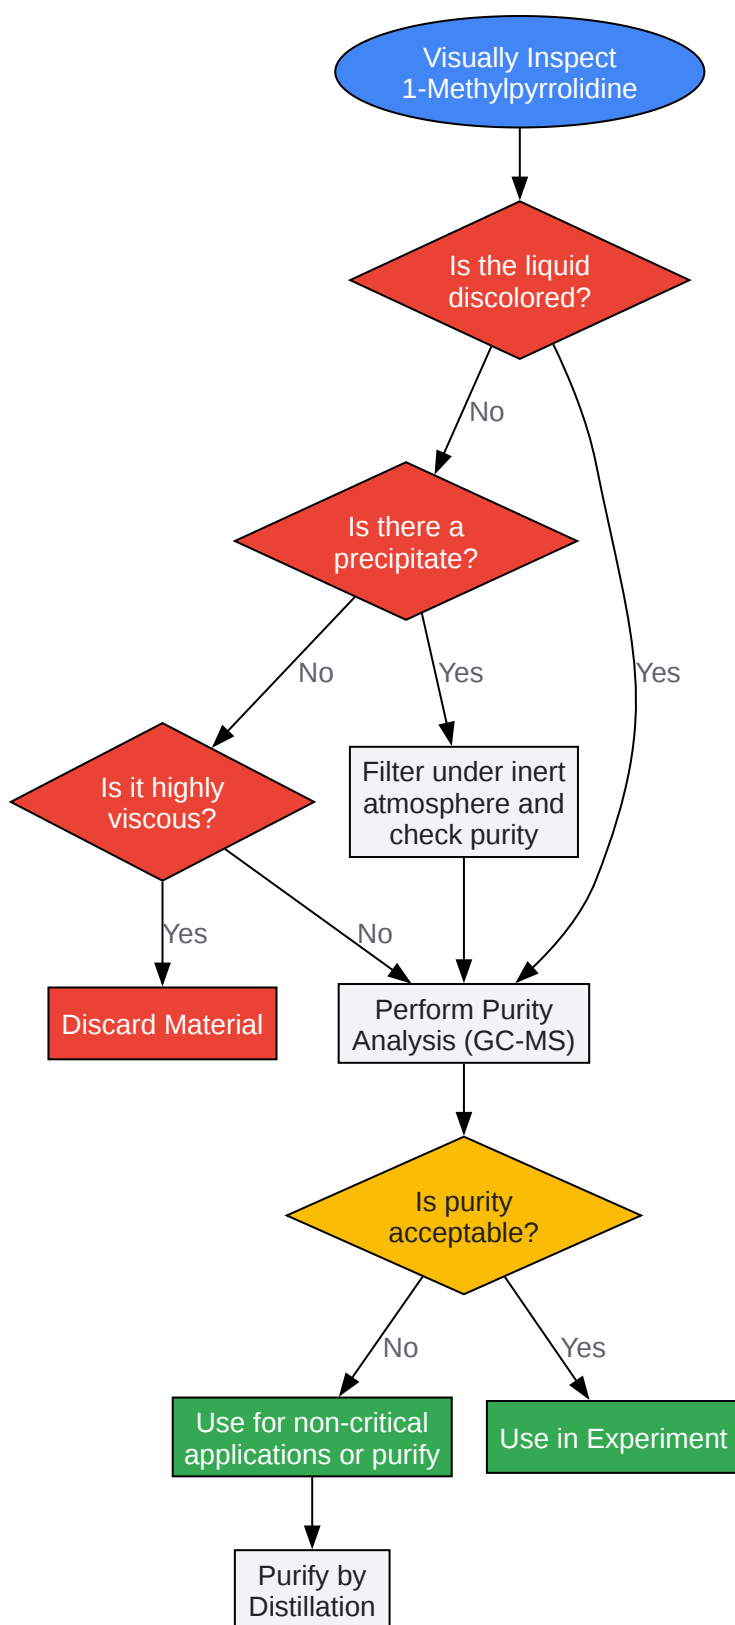 Visually Inspect
1-Methylpyrrolidine
Is the liquid
discolored?
No
Is there a
precipitate?
No
Yes
Yes
Is it highly
viscous?
Filter under inert
atmosphere and
check purity
Yes
No
Discard Material
Perform Purity
Analysis (GC-MS)
Is purity
acceptable?
No
Yes
Use for non-critical
applications or purify
Use in Experiment
Purify by
Distillation